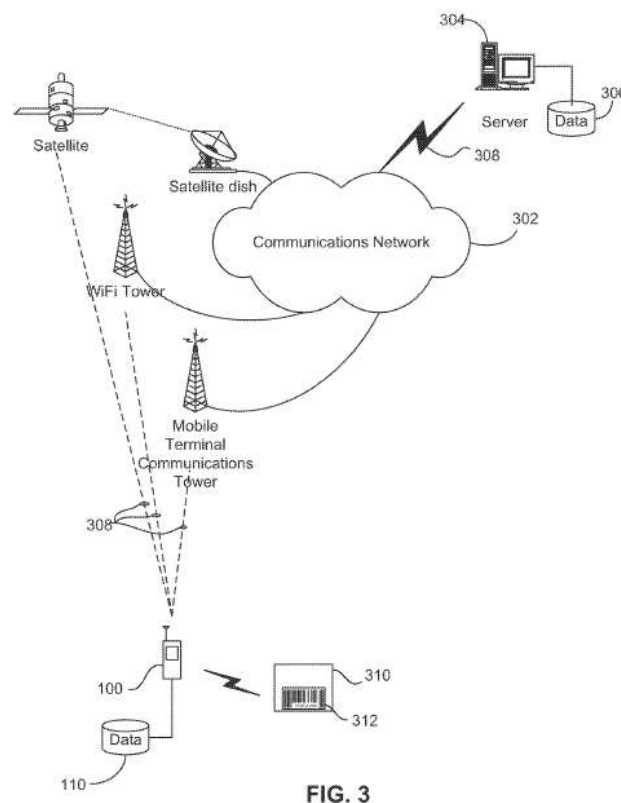 304
306
Data
Server
Satellite
308
Satellite dish
302
Communications Network
WiFi Tower
Mobile
Terminal
Communications
Tower
308
310
100
312
Data
110
FIG. 3